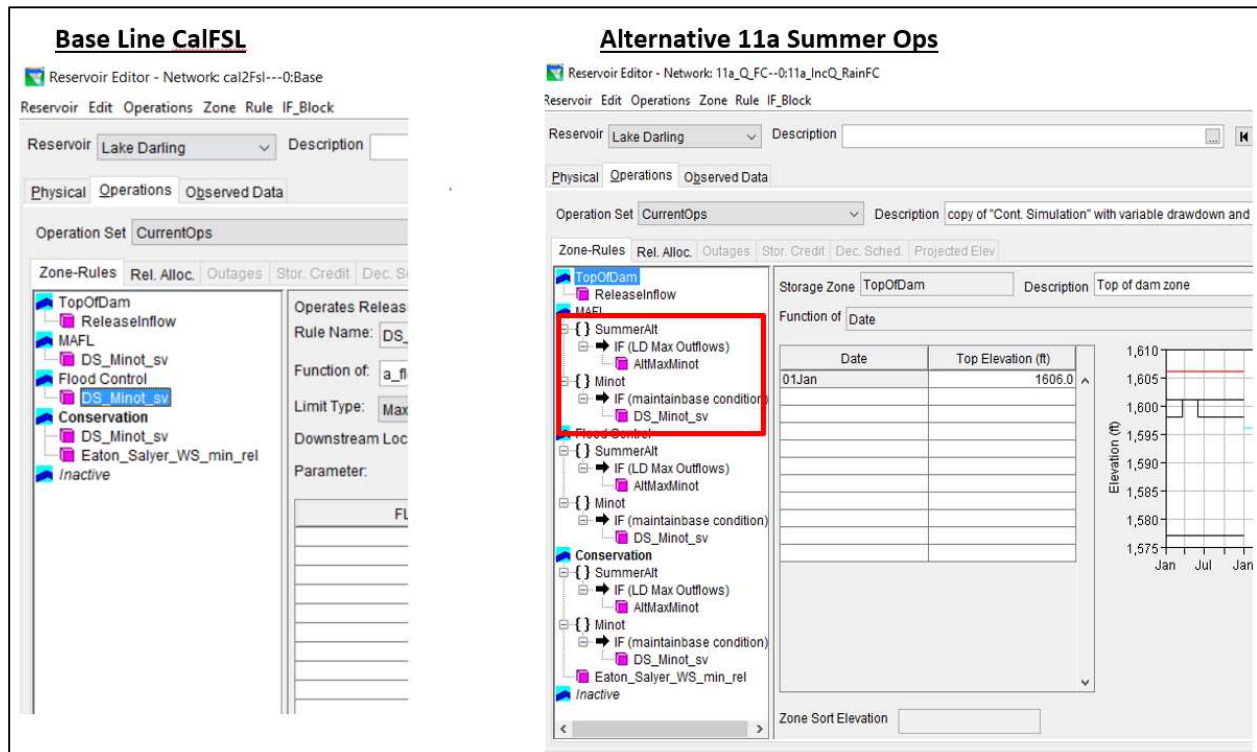 Base Line CalFSL
Reservoir Editor - Network: cal2Fsl---0:Base
Reservoir Edit Operations Zone Rule IF_Block
Reservoir Lake Darling Description
Physical Operations Observed Data
Operation Set CurrentOps
Zone-Rules Rel. Alloc. Outages Stor. Credit Dec. S
TopOfDam
ReleaseInflow
MAFL
DS_Minot_sv
Flood Control
DS_Minot_sv
Conservation
DS_Minot_sv
Eaton_Salyer_WS_min_rel
Inactive
Operates Releas
Rule Name: DS_
Function of: a_fl
Limit Type: Max
Downstream Loc
Parameter:
FL
Alternative 11a Summer Ops
Reservoir Editor - Network: 11a_Q_FC--0:11a_IncQ_RainFC
Reservoir Edit Operations Zone Rule IF_Block
Reservoir Lake Darling Description ...
Physical Operations Observed Data
Operation Set CurrentOps Description copy of "Cont. Simulation" with variable drawdown and
Zone-Rules Rel. Alloc. Outages Stor. Credit Dec. Sched. Projected Elev
TopOfDam
ReleaseInflow
MAFL
{ } SummerAlt
IF (LD Max Outflows)
AltMaxMinot
{ } Minot
IF (maintainbase condition)
DS_Minot_sv
Flood Control
{ } SummerAlt
IF (LD Max Outflows)
AltMaxMinot
{ } Minot
IF (maintainbase condition)
DS_Minot_sv
Conservation
{ } SummerAlt
IF (LD Max Outflows)
AltMaxMinot
{ } Minot
IF (maintainbase condition)
DS_Minot_sv
Eaton_Salyer_WS_min_rel
Inactive
Storage Zone TopOfDam Description Top of dam zone
Function of Date
Date Top Elevation (ft)
01Jan 1606.0
Zone Sort Elevation
Elevation (ft)
1,610
1,605
1,600
1,595
1,590
1,585
1,580
1,575
Jan Jul Jan